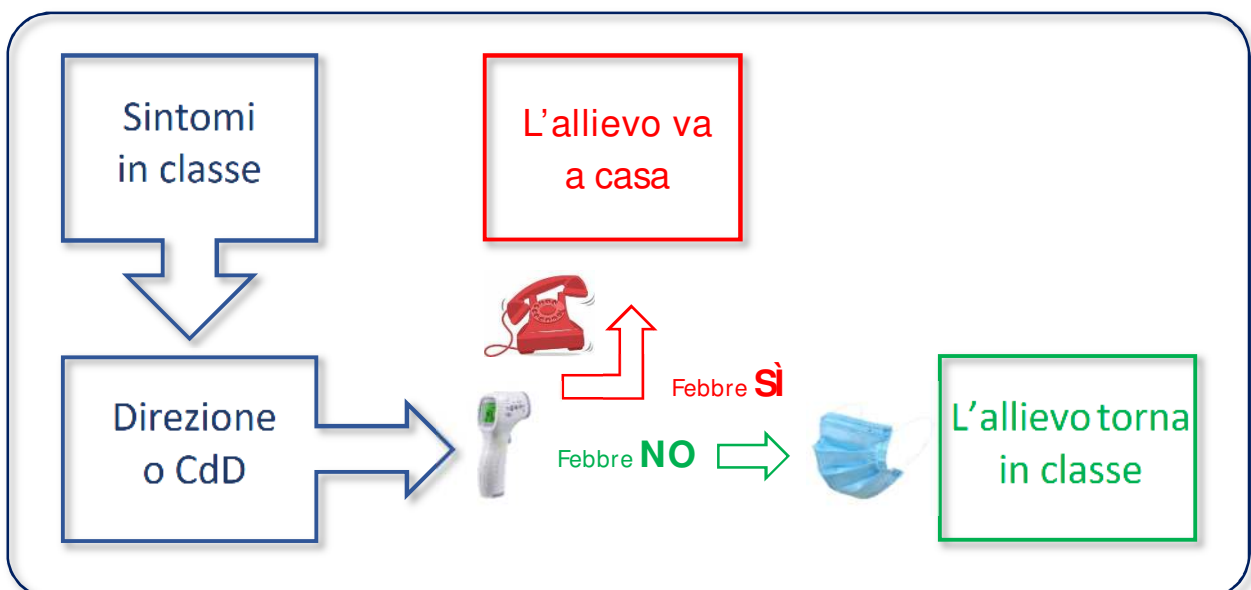 Sintomi
in classe
L'allievo va
a casa
Direzione
o CdD
Febbre SÌ
Febbre NO
L'allievo torna
in classe